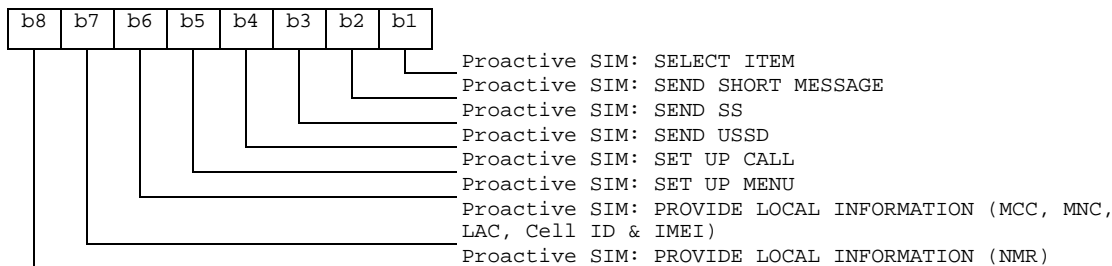 b8 b7 b6 b5 b4 b3 b2 b1
Proactive SIM: SELECT ITEM
Proactive SIM: SEND SHORT MESSAGE
Proactive SIM: SEND SS
Proactive SIM: SEND USSD
Proactive SIM: SET UP CALL
Proactive SIM: SET UP MENU
Proactive SIM: PROVIDE LOCAL INFORMATION (MCC, MNC,
LAC, Cell ID & IMEI)
Proactive SIM: PROVIDE LOCAL INFORMATION (NMR)